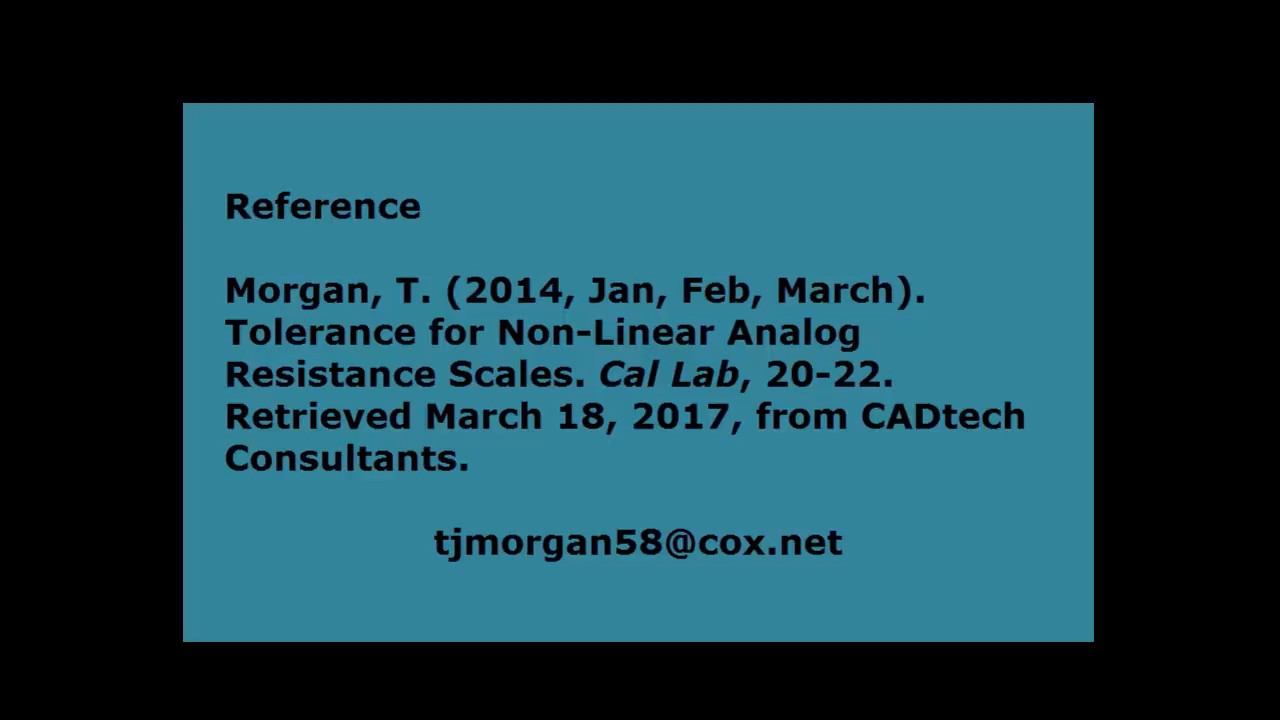 Reference
Morgan, T. (2014, Jan, Feb, March).
Tolerance for Non-Linear Analog
Resistance Scales. Cal Lab, 20-22.
Retrieved March 18, 2017, from CADtech
Consultants.
tjmorgan58@cox.net